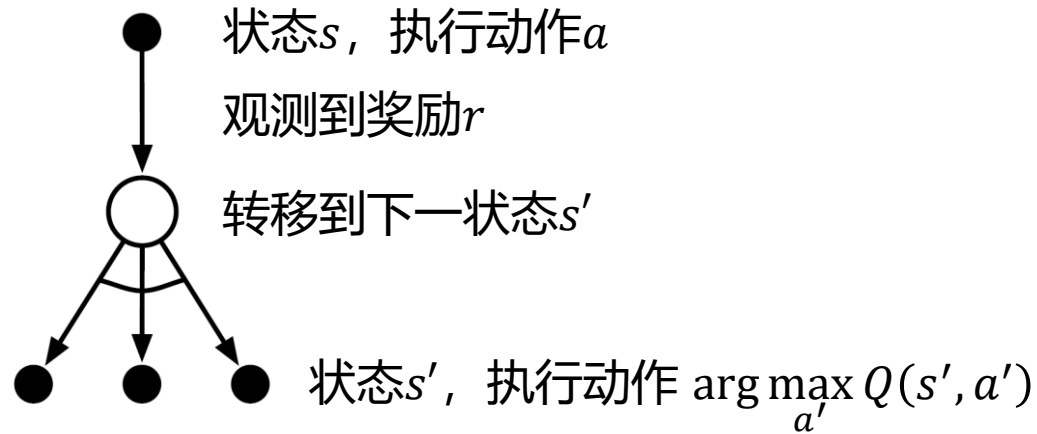 状态s，执行动作a
观测到奖励r
转移到下一状态s′
状态s′，执行动作 arg max Q(s′, a′)
a′